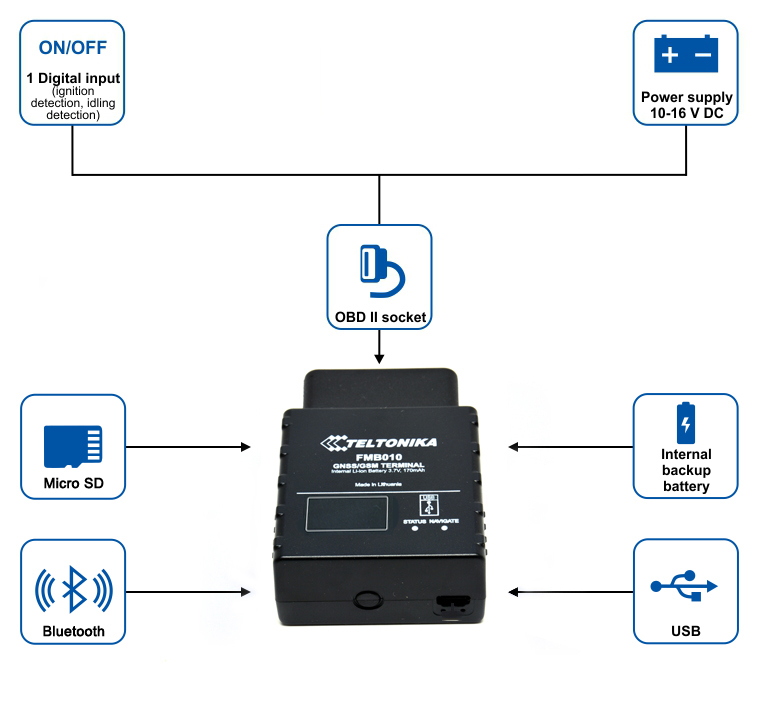 ON/OFF
1 Digital input
(ignition
detection, idling
detection)
Power supply
10-16 V DC
OBD II socket
TELTONIKA
FMB010
GNSS/GSM TERMINAL
Internal Li-Ion Battery 3.7V, 170mAh
Made in Lithuania
USB
STATUS NAVIGATE
Micro SD
Internal
backup
battery
Bluetooth
USB